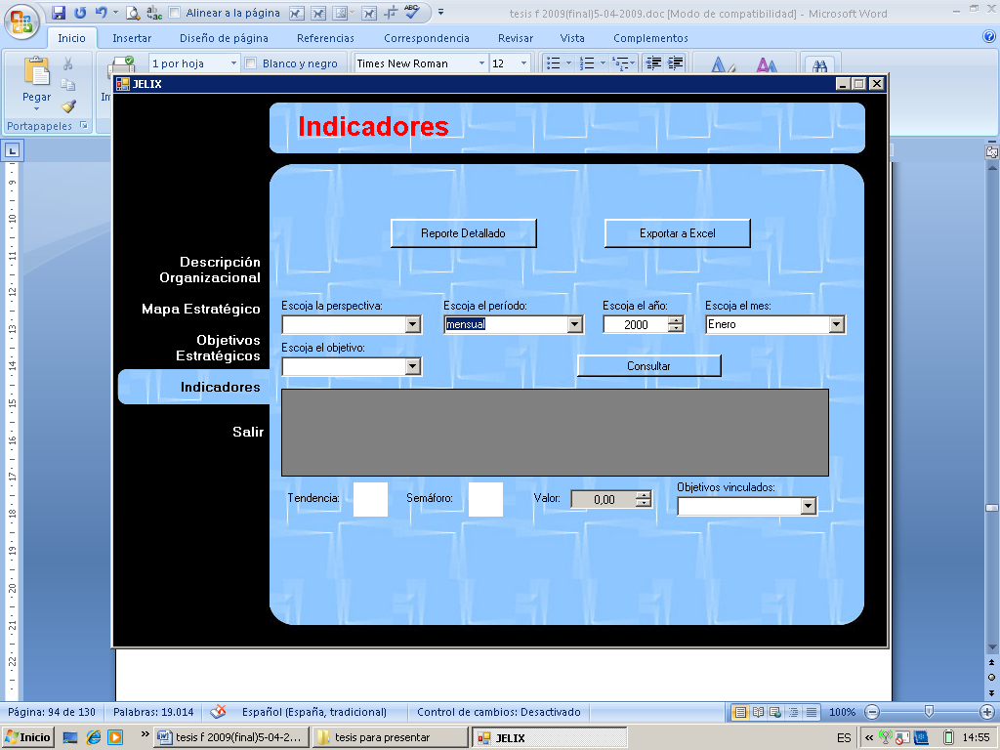 Alinear a la página
tesis f 2009(final)5-04-2009.doc [Modo de compatibilidad] - Microsoft Word
Inicio Insertar Diseño de página Referencias Correspondencia Revisar Vista Complementos
Pegar
Portapapeles
1 por hoja
Blanco y negro
Times New Roman
12
JELIX
Indicadores
Reporte Detallado
Exportar a Excel
Descripción
Organizacional
Mapa Estratégico
Objetivos
Estratégicos
Indicadores
Salir
Escoja la perspectiva:
Escoja el período:
mensual
Escoja el año:
2000
Escoja el mes:
Enero
Escoja el objetivo:
Consultar
Tendencia:
Semáforo:
Valor:
0,00
Objetivos vinculados:
Página: 94 de 130
Palabras: 19.014
Español (España, tradicional)
Control de cambios: Desactivado
100%
Inicio
tesis f 2009(final)5-04-2...
tesis para presentar
JELIX
ES
14:55